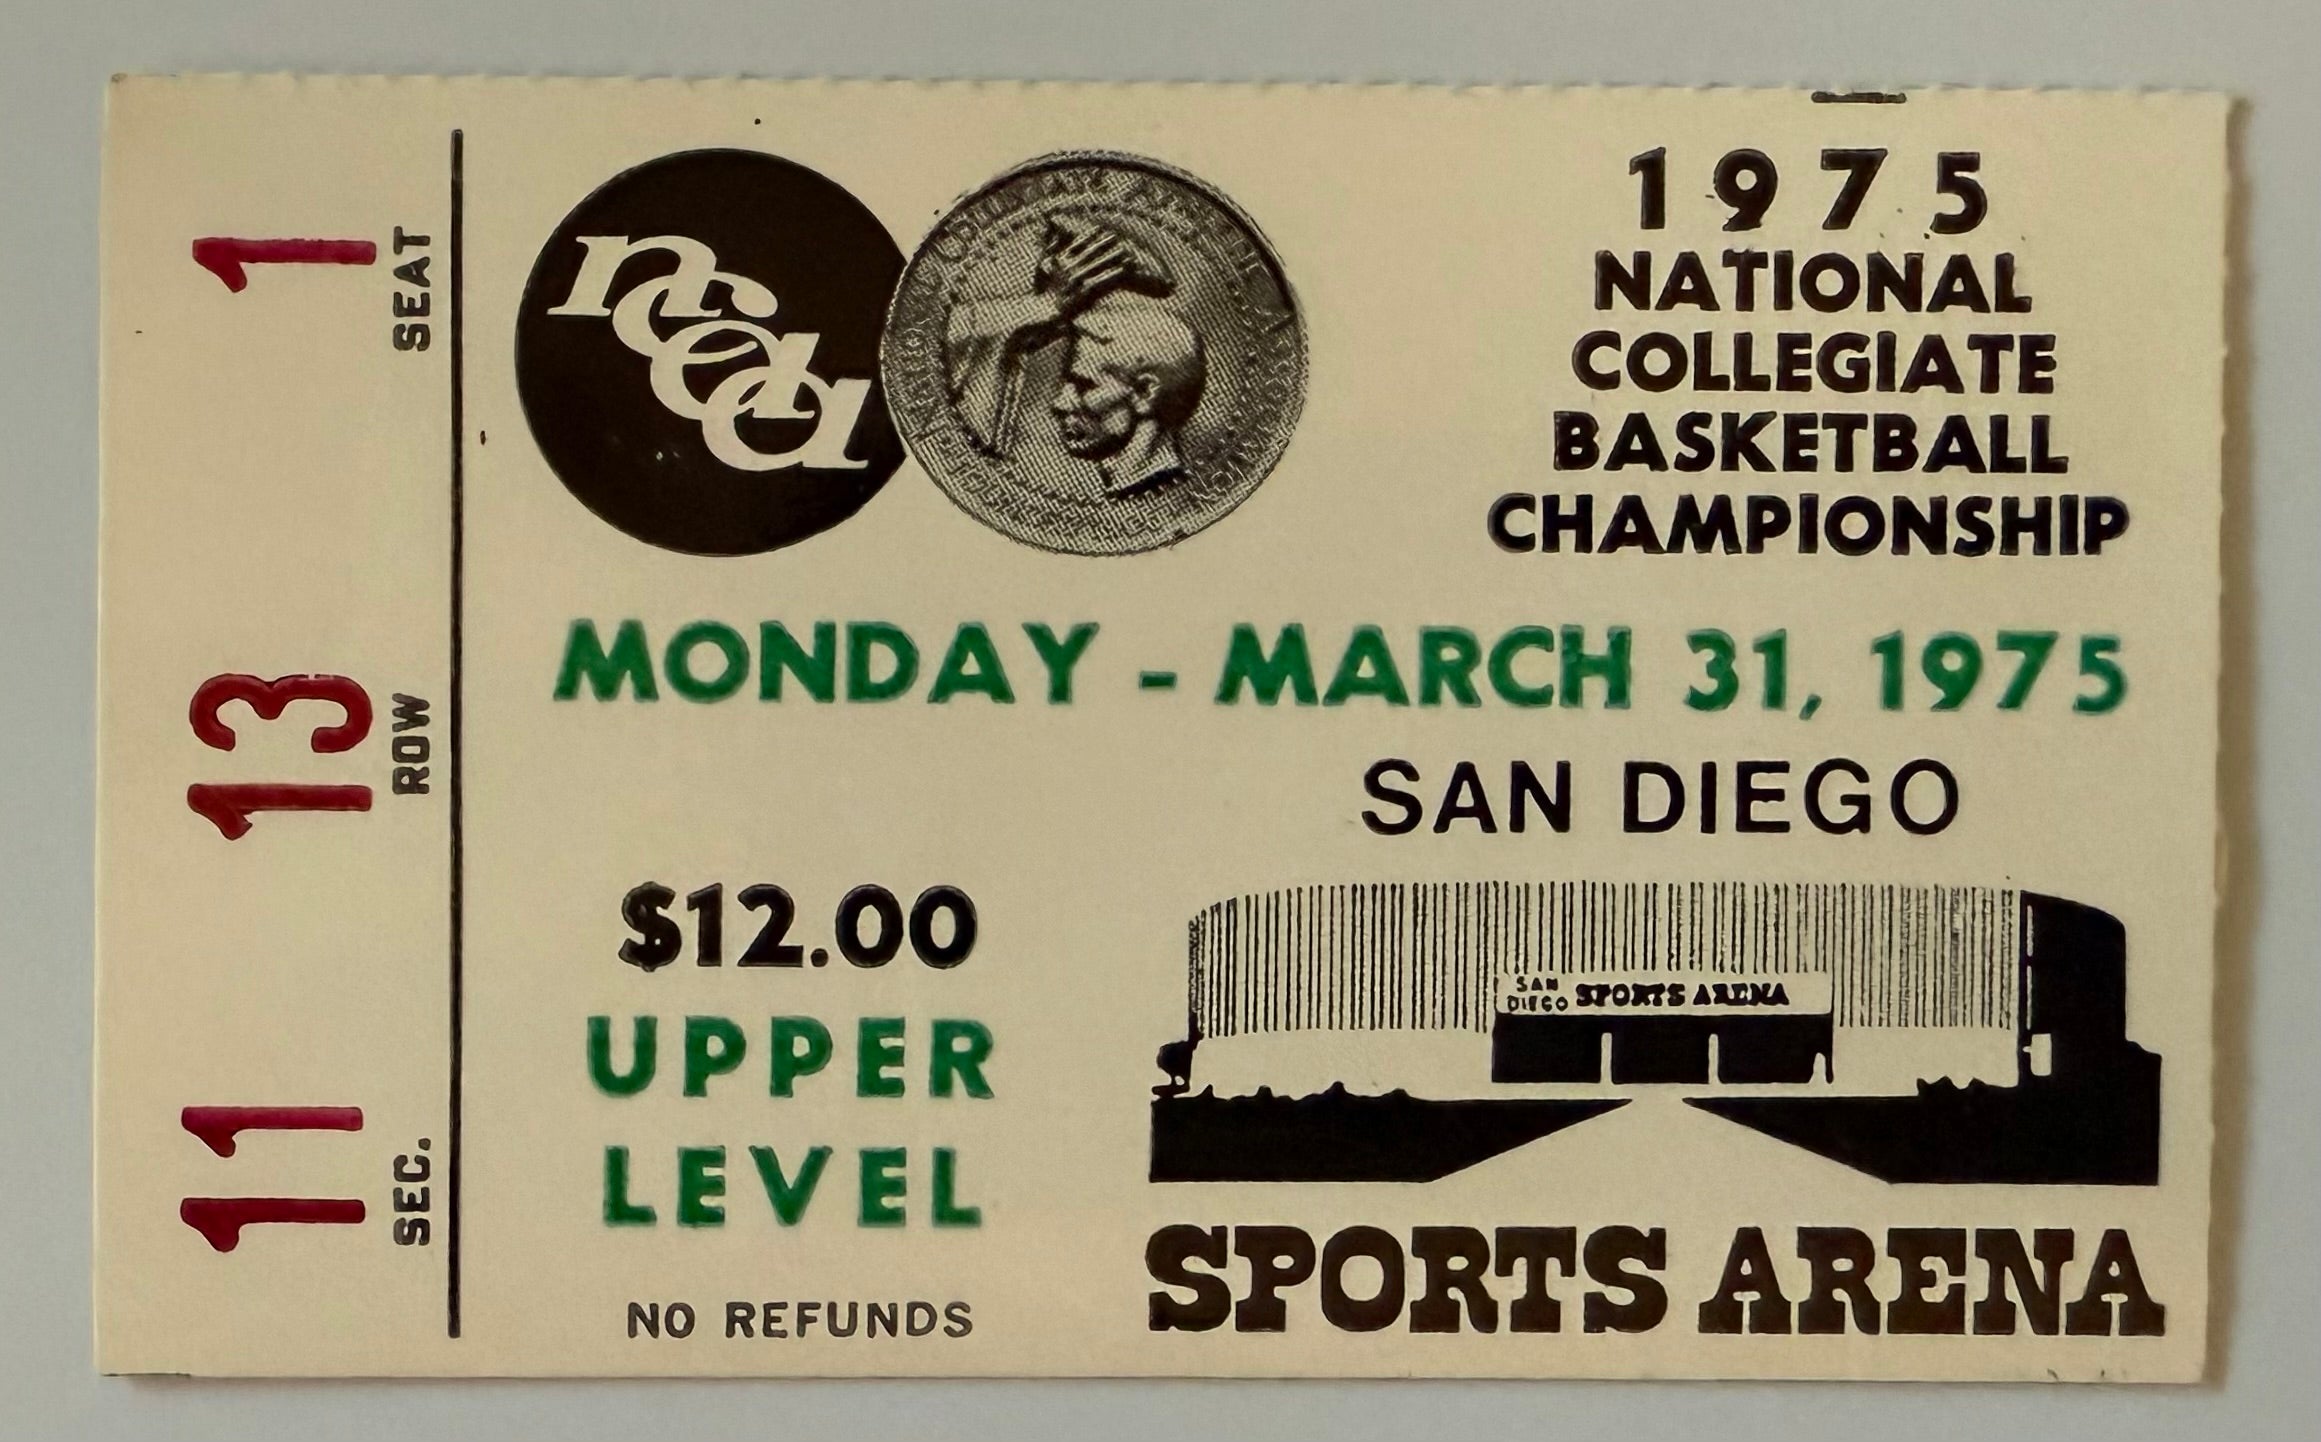 1
SEAT
13
ROW
11
SEC.
ncaa
1975
NATIONAL
COLLEGIATE
BASKETBALL
CHAMPIONSHIP
MONDAY - MARCH 31, 1975
SAN DIEGO
$12.00
UPPER
LEVEL
NO REFUNDS
SAN
DIEGO SPORTS ARENA
SPORTS ARENA